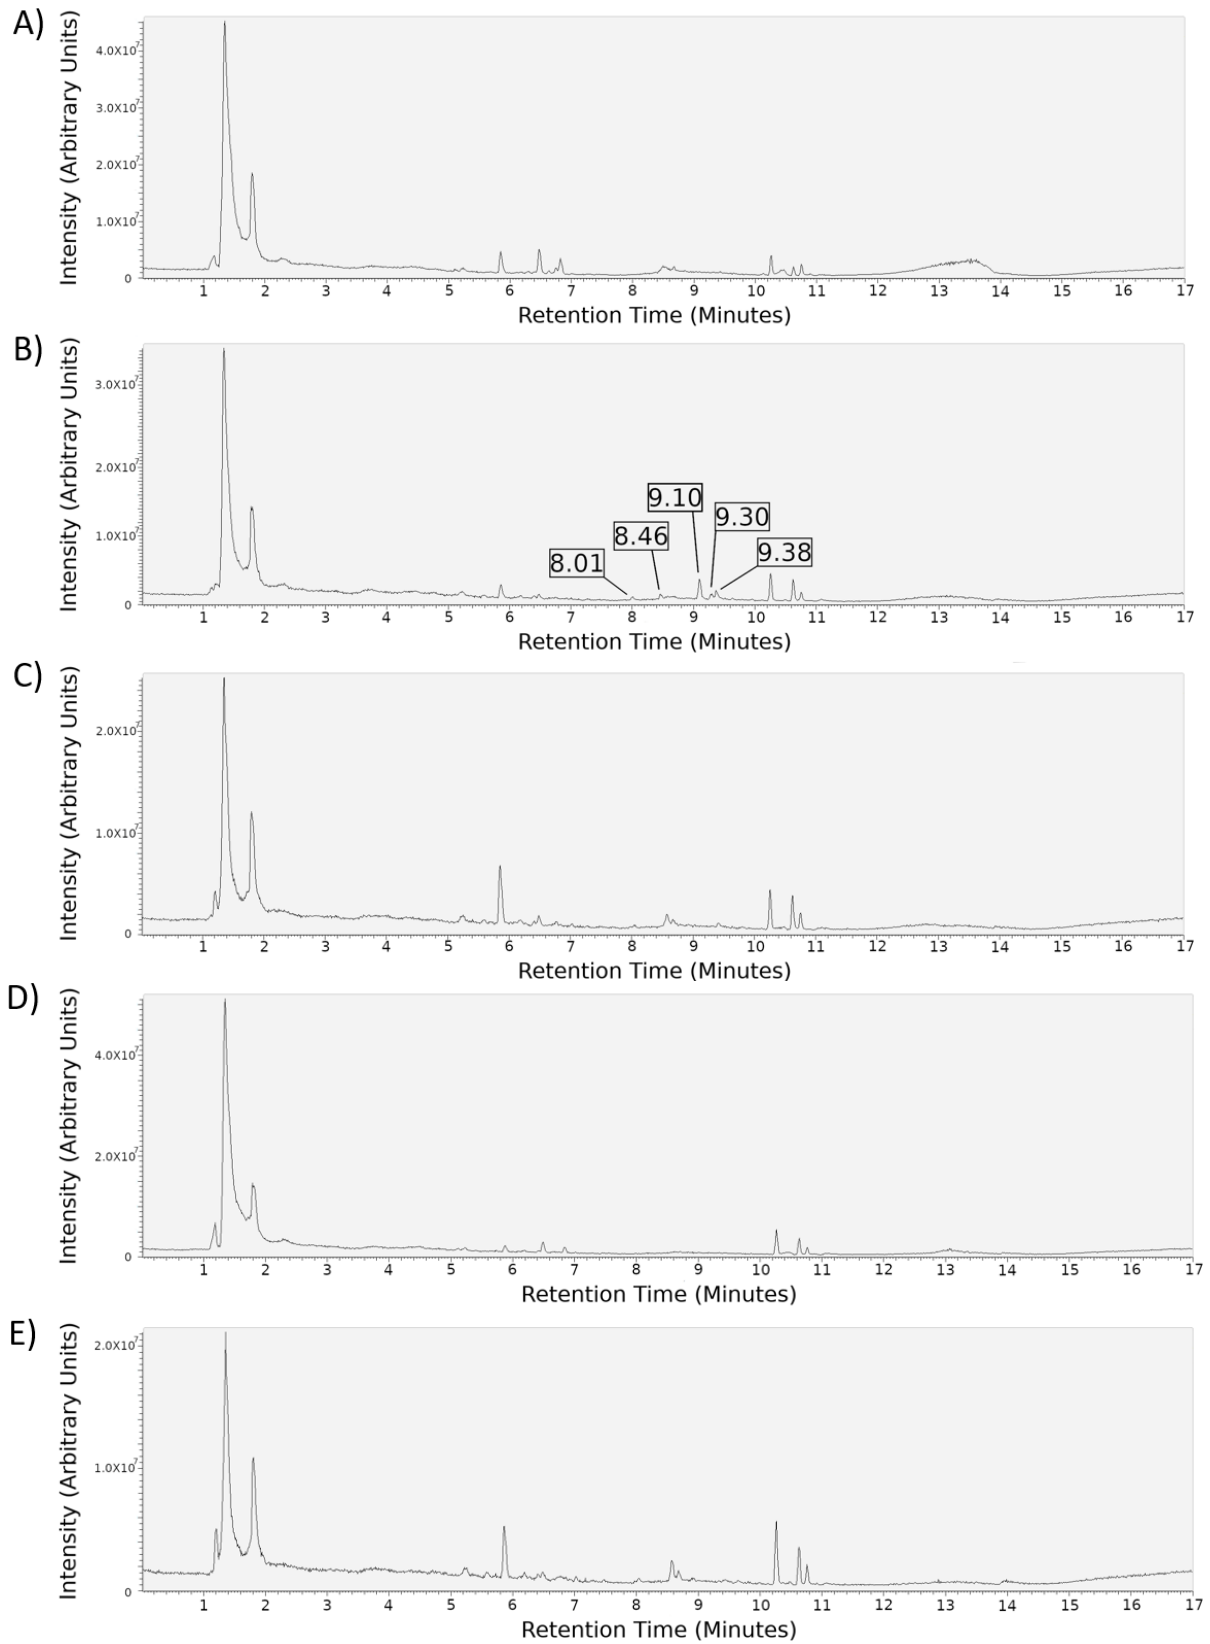 A)
Intensity (Arbitrary Units)
4.0X10⁷
3.0X10⁷
2.0X10⁷
1.0X10⁷
0
1 2 3 4 5 6 7 8 9 10 11 12 13 14 15 16 17
Retention Time (Minutes)
B)
Intensity (Arbitrary Units)
3.0X10⁷
2.0X10⁷
1.0X10⁷
0
9.10
9.30
8.46
9.38
8.01
1 2 3 4 5 6 7 8 9 10 11 12 13 14 15 16 17
Retention Time (Minutes)
C)
Intensity (Arbitrary Units)
2.0X10⁷
1.0X10⁷
0
1 2 3 4 5 6 7 8 9 10 11 12 13 14 15 16 17
Retention Time (Minutes)
D)
Intensity (Arbitrary Units)
4.0X10⁷
2.0X10⁷
0
1 2 3 4 5 6 7 8 9 10 11 12 13 14 15 16 17
Retention Time (Minutes)
E)
Intensity (Arbitrary Units)
2.0X10⁷
1.0X10⁷
0
1 2 3 4 5 6 7 8 9 10 11 12 13 14 15 16 17
Retention Time (Minutes)